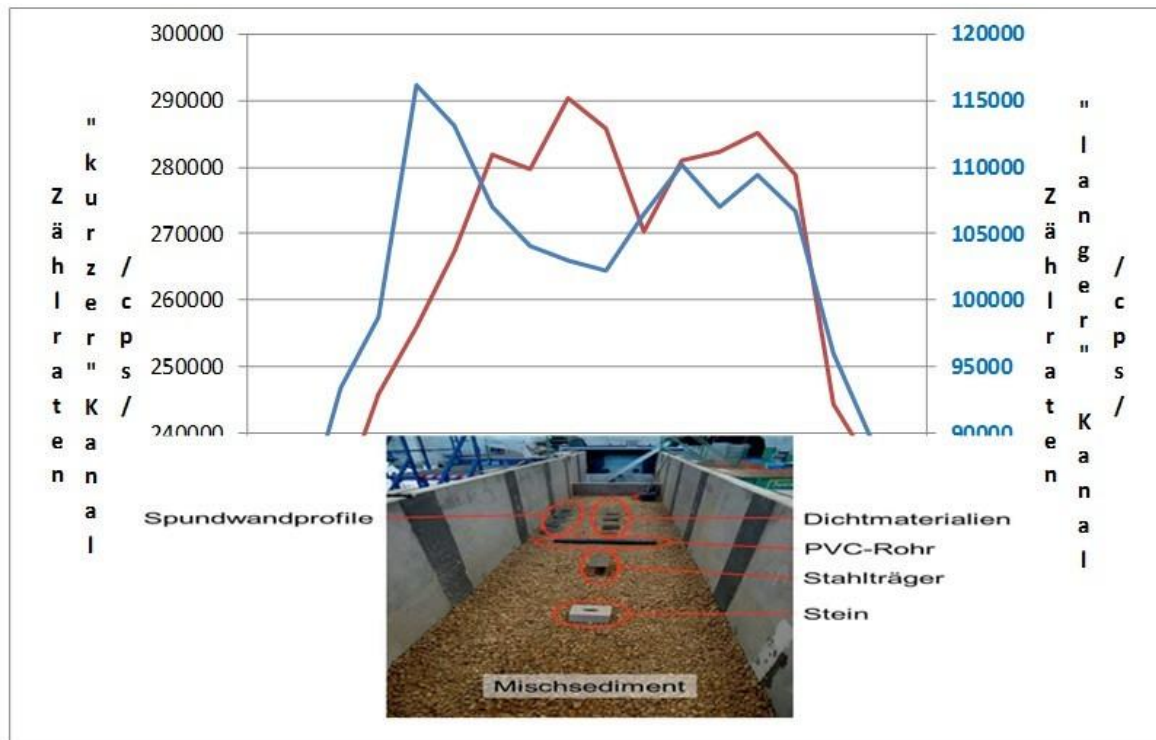 300000
290000
280000
270000
260000
250000
240000
Zählraten
"kurzer" Kanal
/cps/
120000
115000
110000
105000
100000
95000
90000
Zählraten
"langer" Kanal
/cps/
Spundwandprofile
Dichtmaterialien
PVC-Rohr
Stahlträger
Stein
Mischsediment